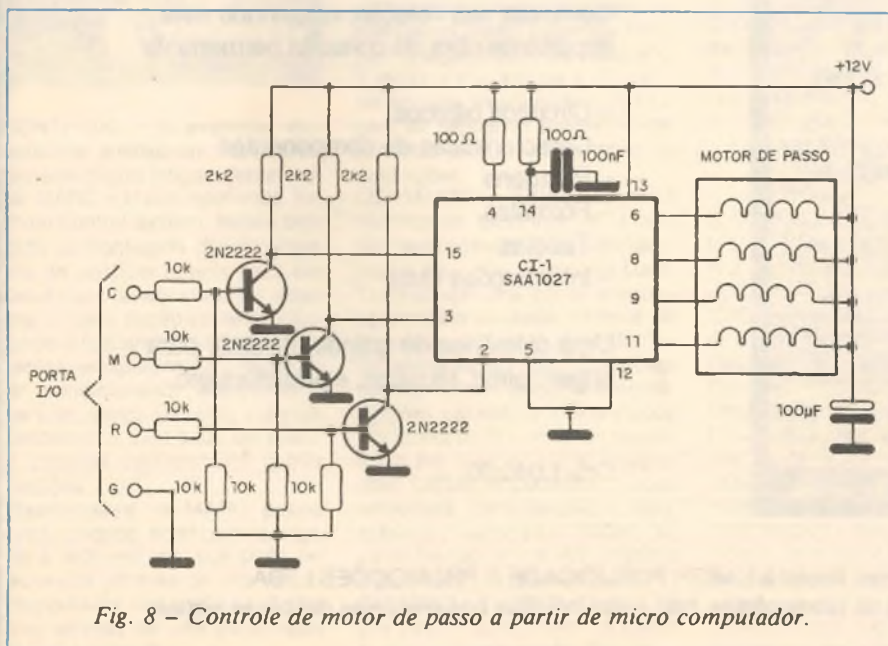 +12V
100Ω
100Ω
100nF
MOTOR DE PASSO
2k2
2k2
2k2
4
14
13
6
8
9
11
15
3
2
5
12
CI-1
SAA1027
2N2222
2N2222
2N2222
10k
10k
10k
C
M
R
G
PORTA
I/O
10k
10k
10k
100μF
Fig. 8 – Controle de motor de passo a partir de micro computador.